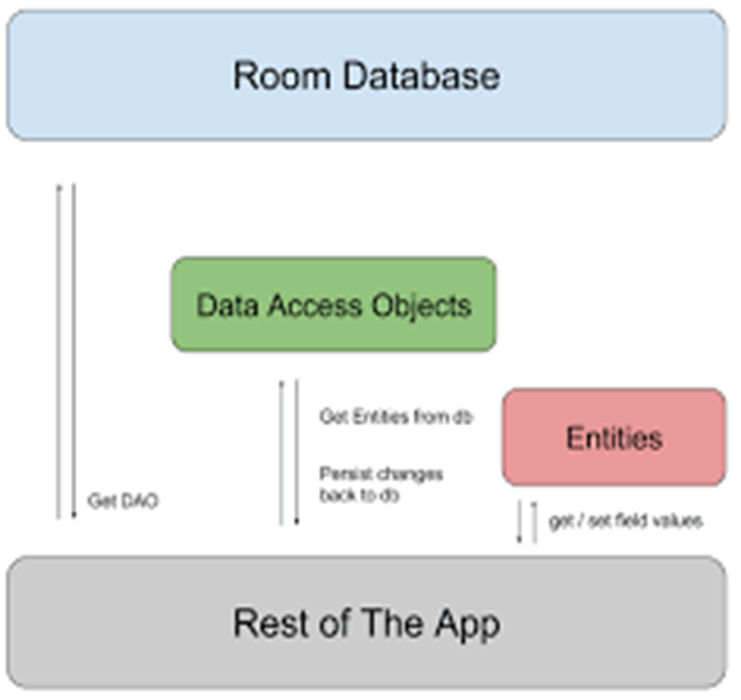 Room Database
Data Access Objects
Get Entities from db
Entities
Persist changes
back to db
Get DAO
get / set field values
Rest of The App